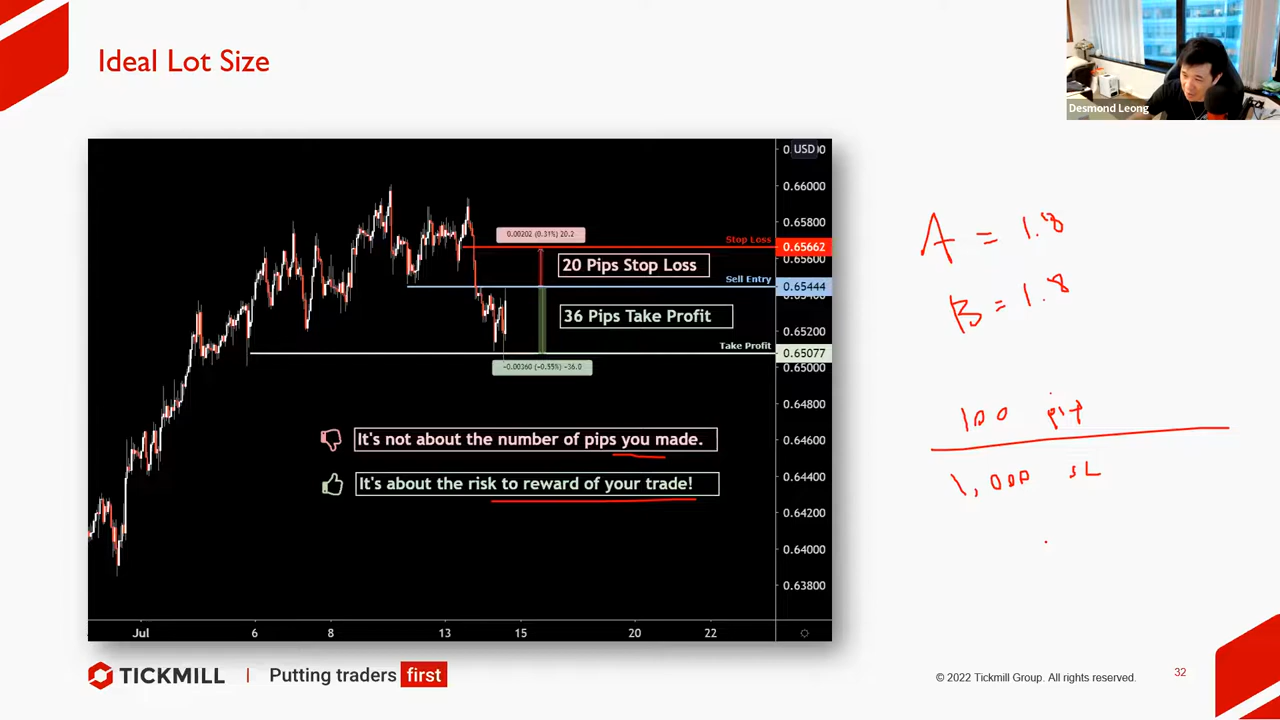 Ideal Lot Size
Desmond Leong
USD
0.66000
0.65800
0.00202 (0.31%) 20.2
Stop Loss
0.65662
20 Pips Stop Loss
0.65600
Sell Entry
0.65444
36 Pips Take Profit
0.65200
Take Profit
0.65077
-0.00360 (-0.55%) -36.0
0.65000
0.64800
It's not about the number of pips you made.
0.64600
It's about the risk to reward of your trade!
0.64400
0.64200
0.64000
0.63800
Jul 6 8 13 15 20 22
A = 1.8
B = 1.8
100 pip
1,000 SL
TICKMILL | Putting traders first
© 2022 Tickmill Group. All rights reserved.
32